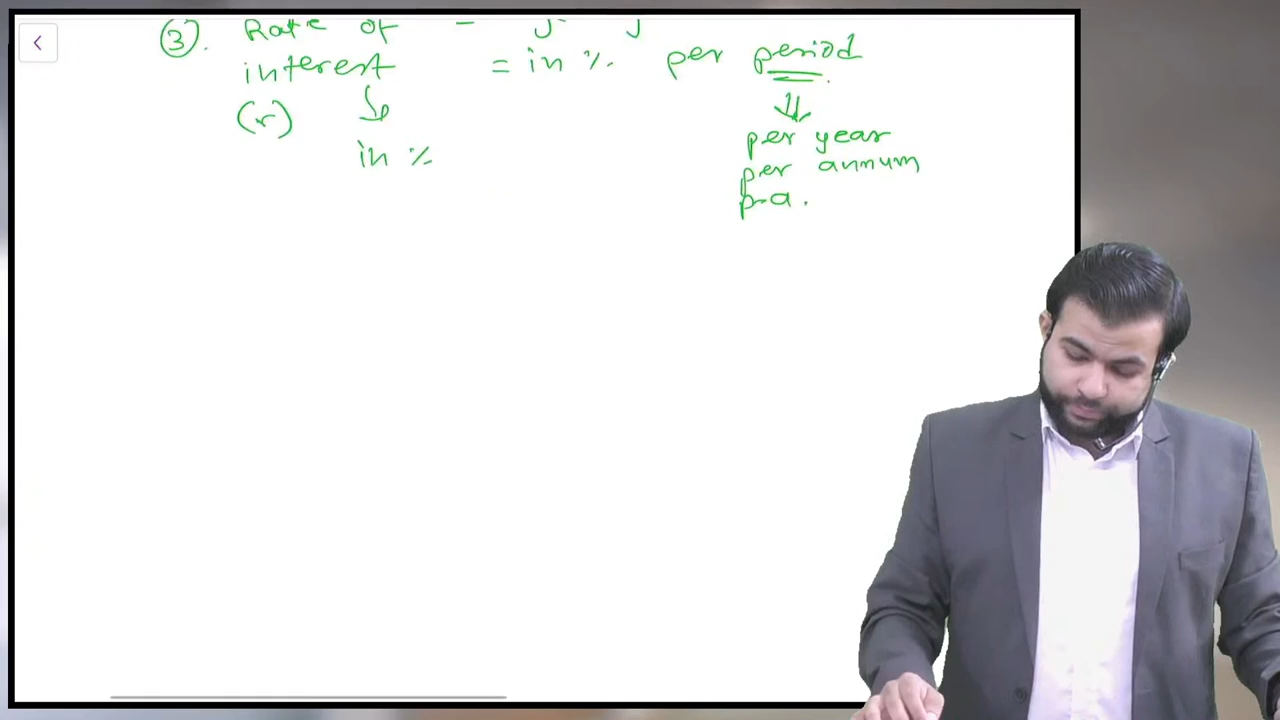 ③. Rate of
interest = in % per period
(r)
in %
per year
per annum
p.a.